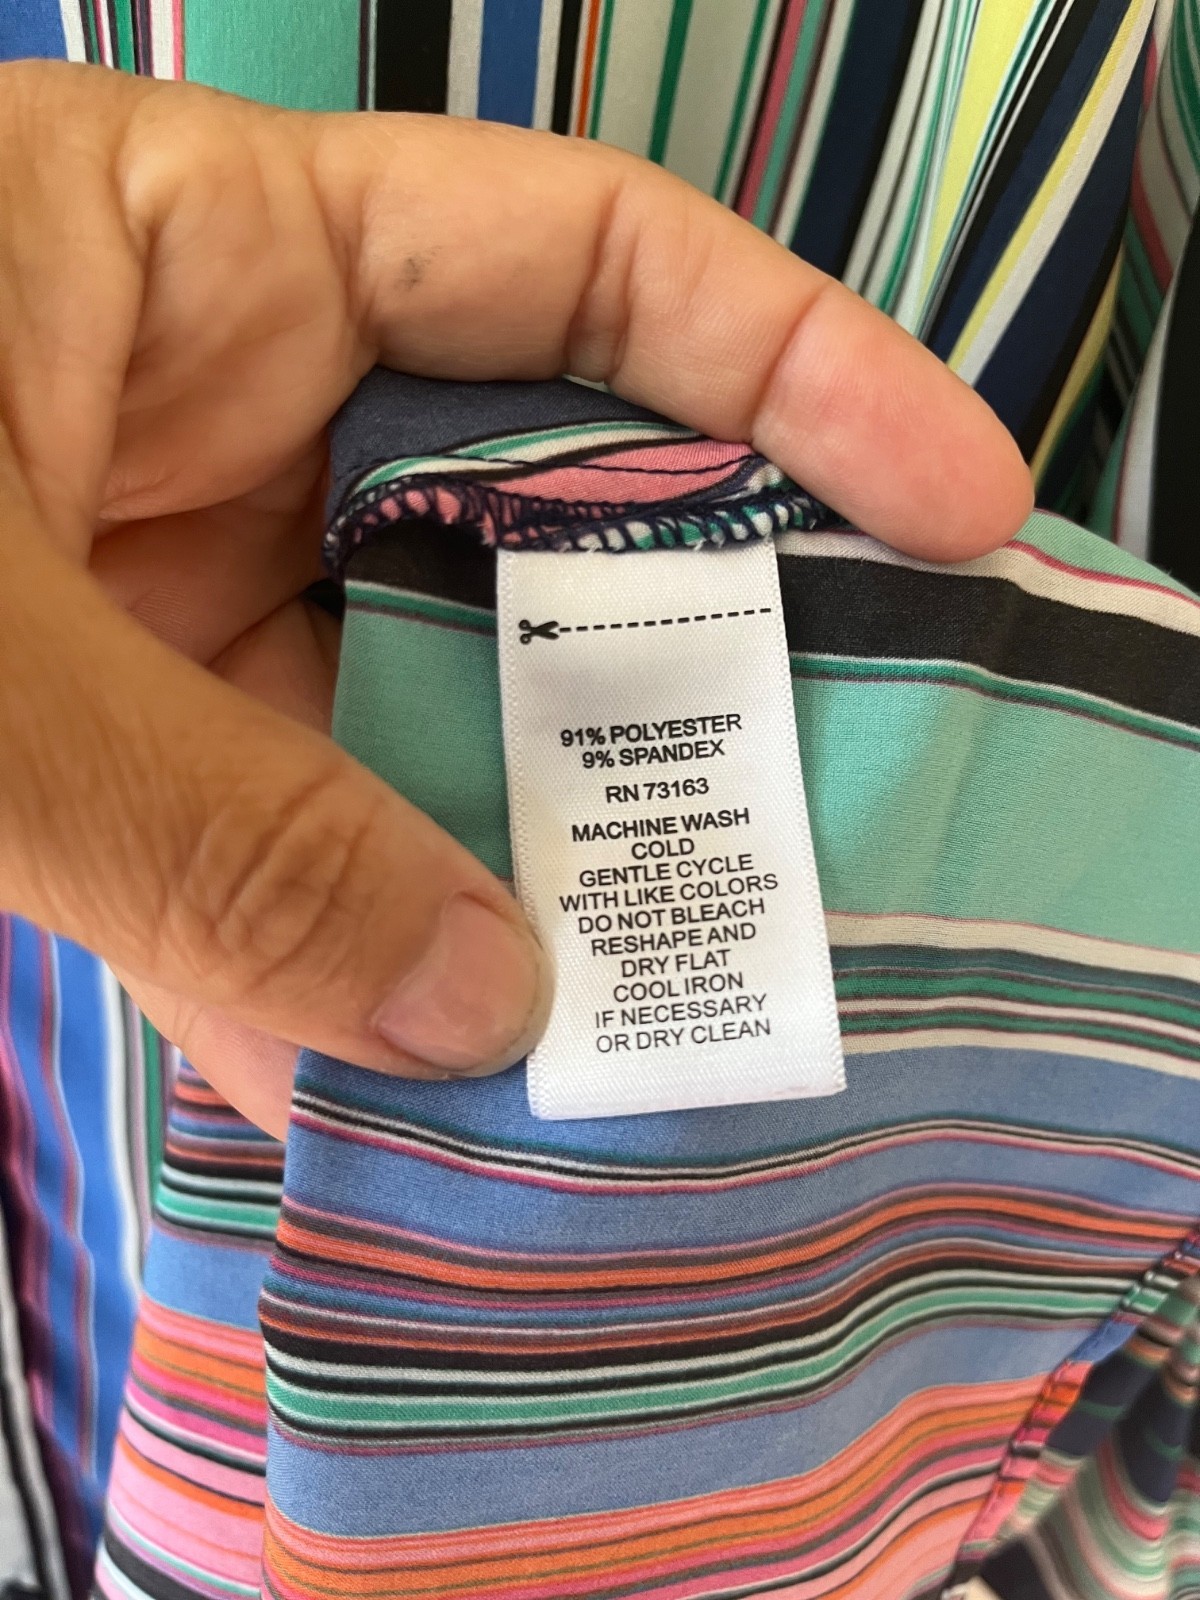 91% POLYESTER
9% SPANDEX
RN 73163
MACHINE WASH
COLD
GENTLE CYCLE
WITH LIKE COLORS
DO NOT BLEACH
RESHAPE AND
DRY FLAT
COOL IRON
IF NECESSARY
OR DRY CLEAN